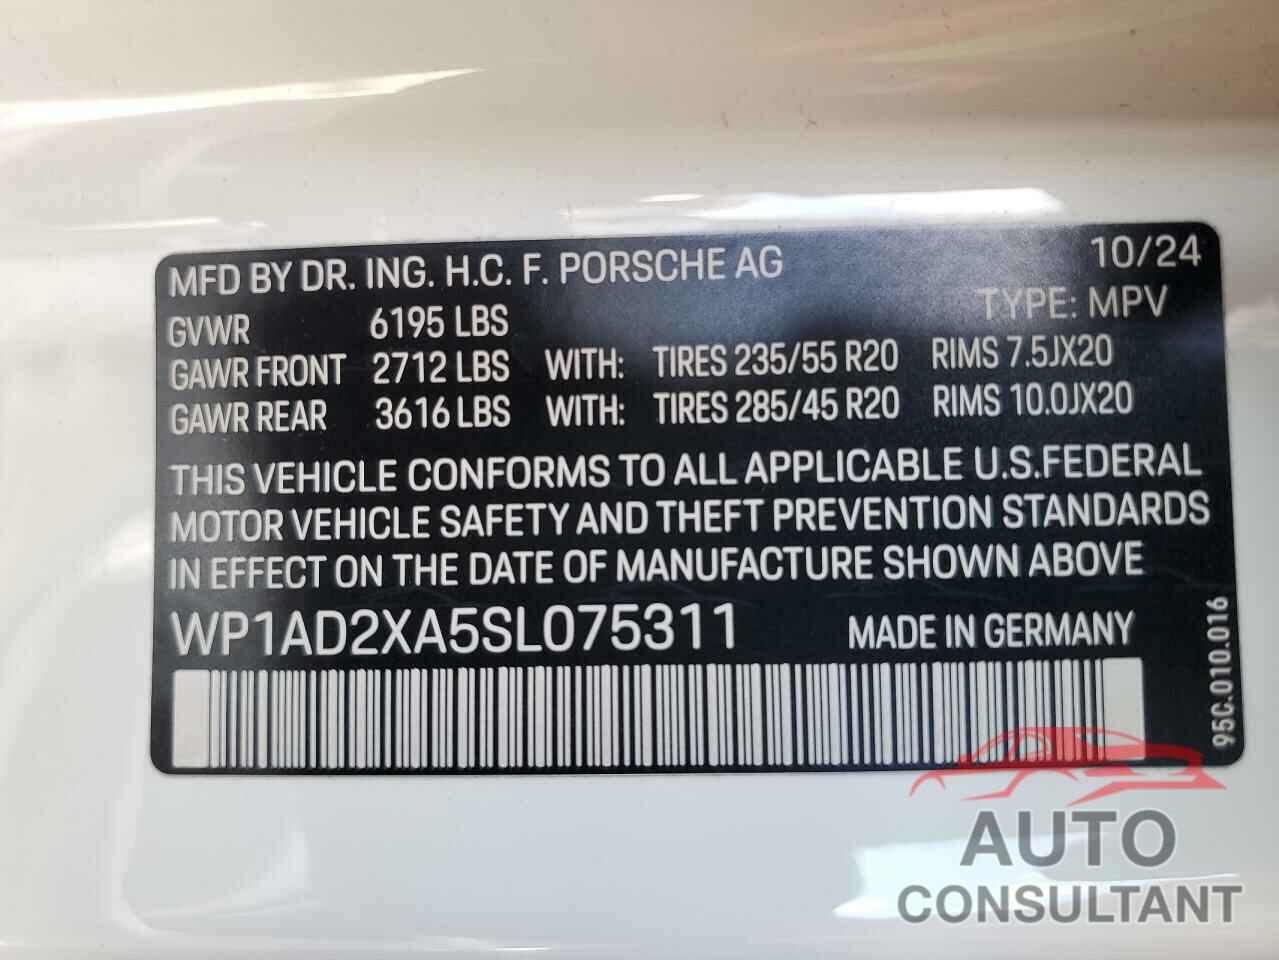 MFD BY DR. ING. H.C. F. PORSCHE AG 10/24
TYPE: MPV
GVWR 6195 LBS
GAWR FRONT 2712 LBS WITH: TIRES 235/55 R20 RIMS 7.5JX20
GAWR REAR 3616 LBS WITH: TIRES 285/45 R20 RIMS 10.0JX20
THIS VEHICLE CONFORMS TO ALL APPLICABLE U.S.FEDERAL
MOTOR VEHICLE SAFETY AND THEFT PREVENTION STANDARDS
IN EFFECT ON THE DATE OF MANUFACTURE SHOWN ABOVE
WP1AD2XA5SL075311 MADE IN GERMANY
95C.010.016
AUTO
CONSULTANT